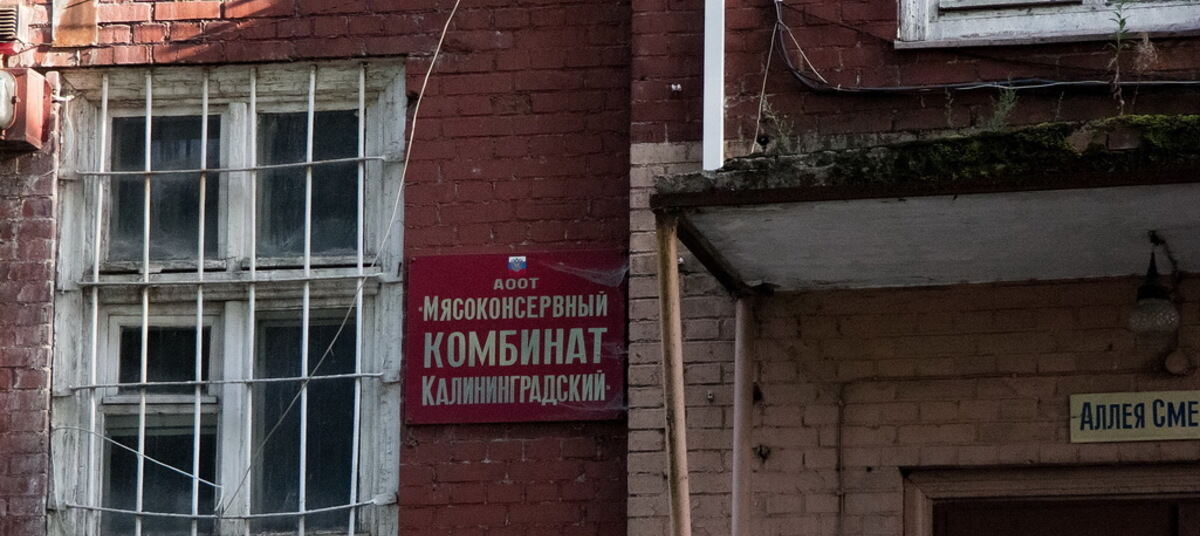 АООТ
"Мясоконсервный
комбинат
Калининградский"
Аллея Сме